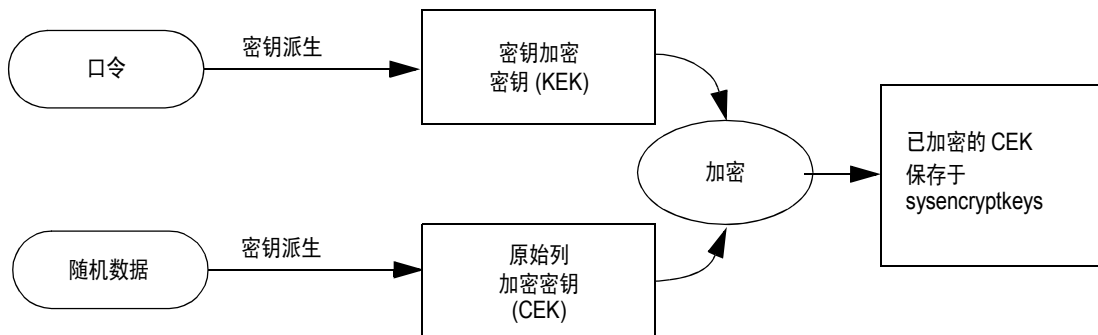 口令
密钥派生
密钥加密
密钥 (KEK)
加密
已加密的 CEK
保存于
sysencryptkeys
随机数据
密钥派生
原始列
加密密钥
(CEK)